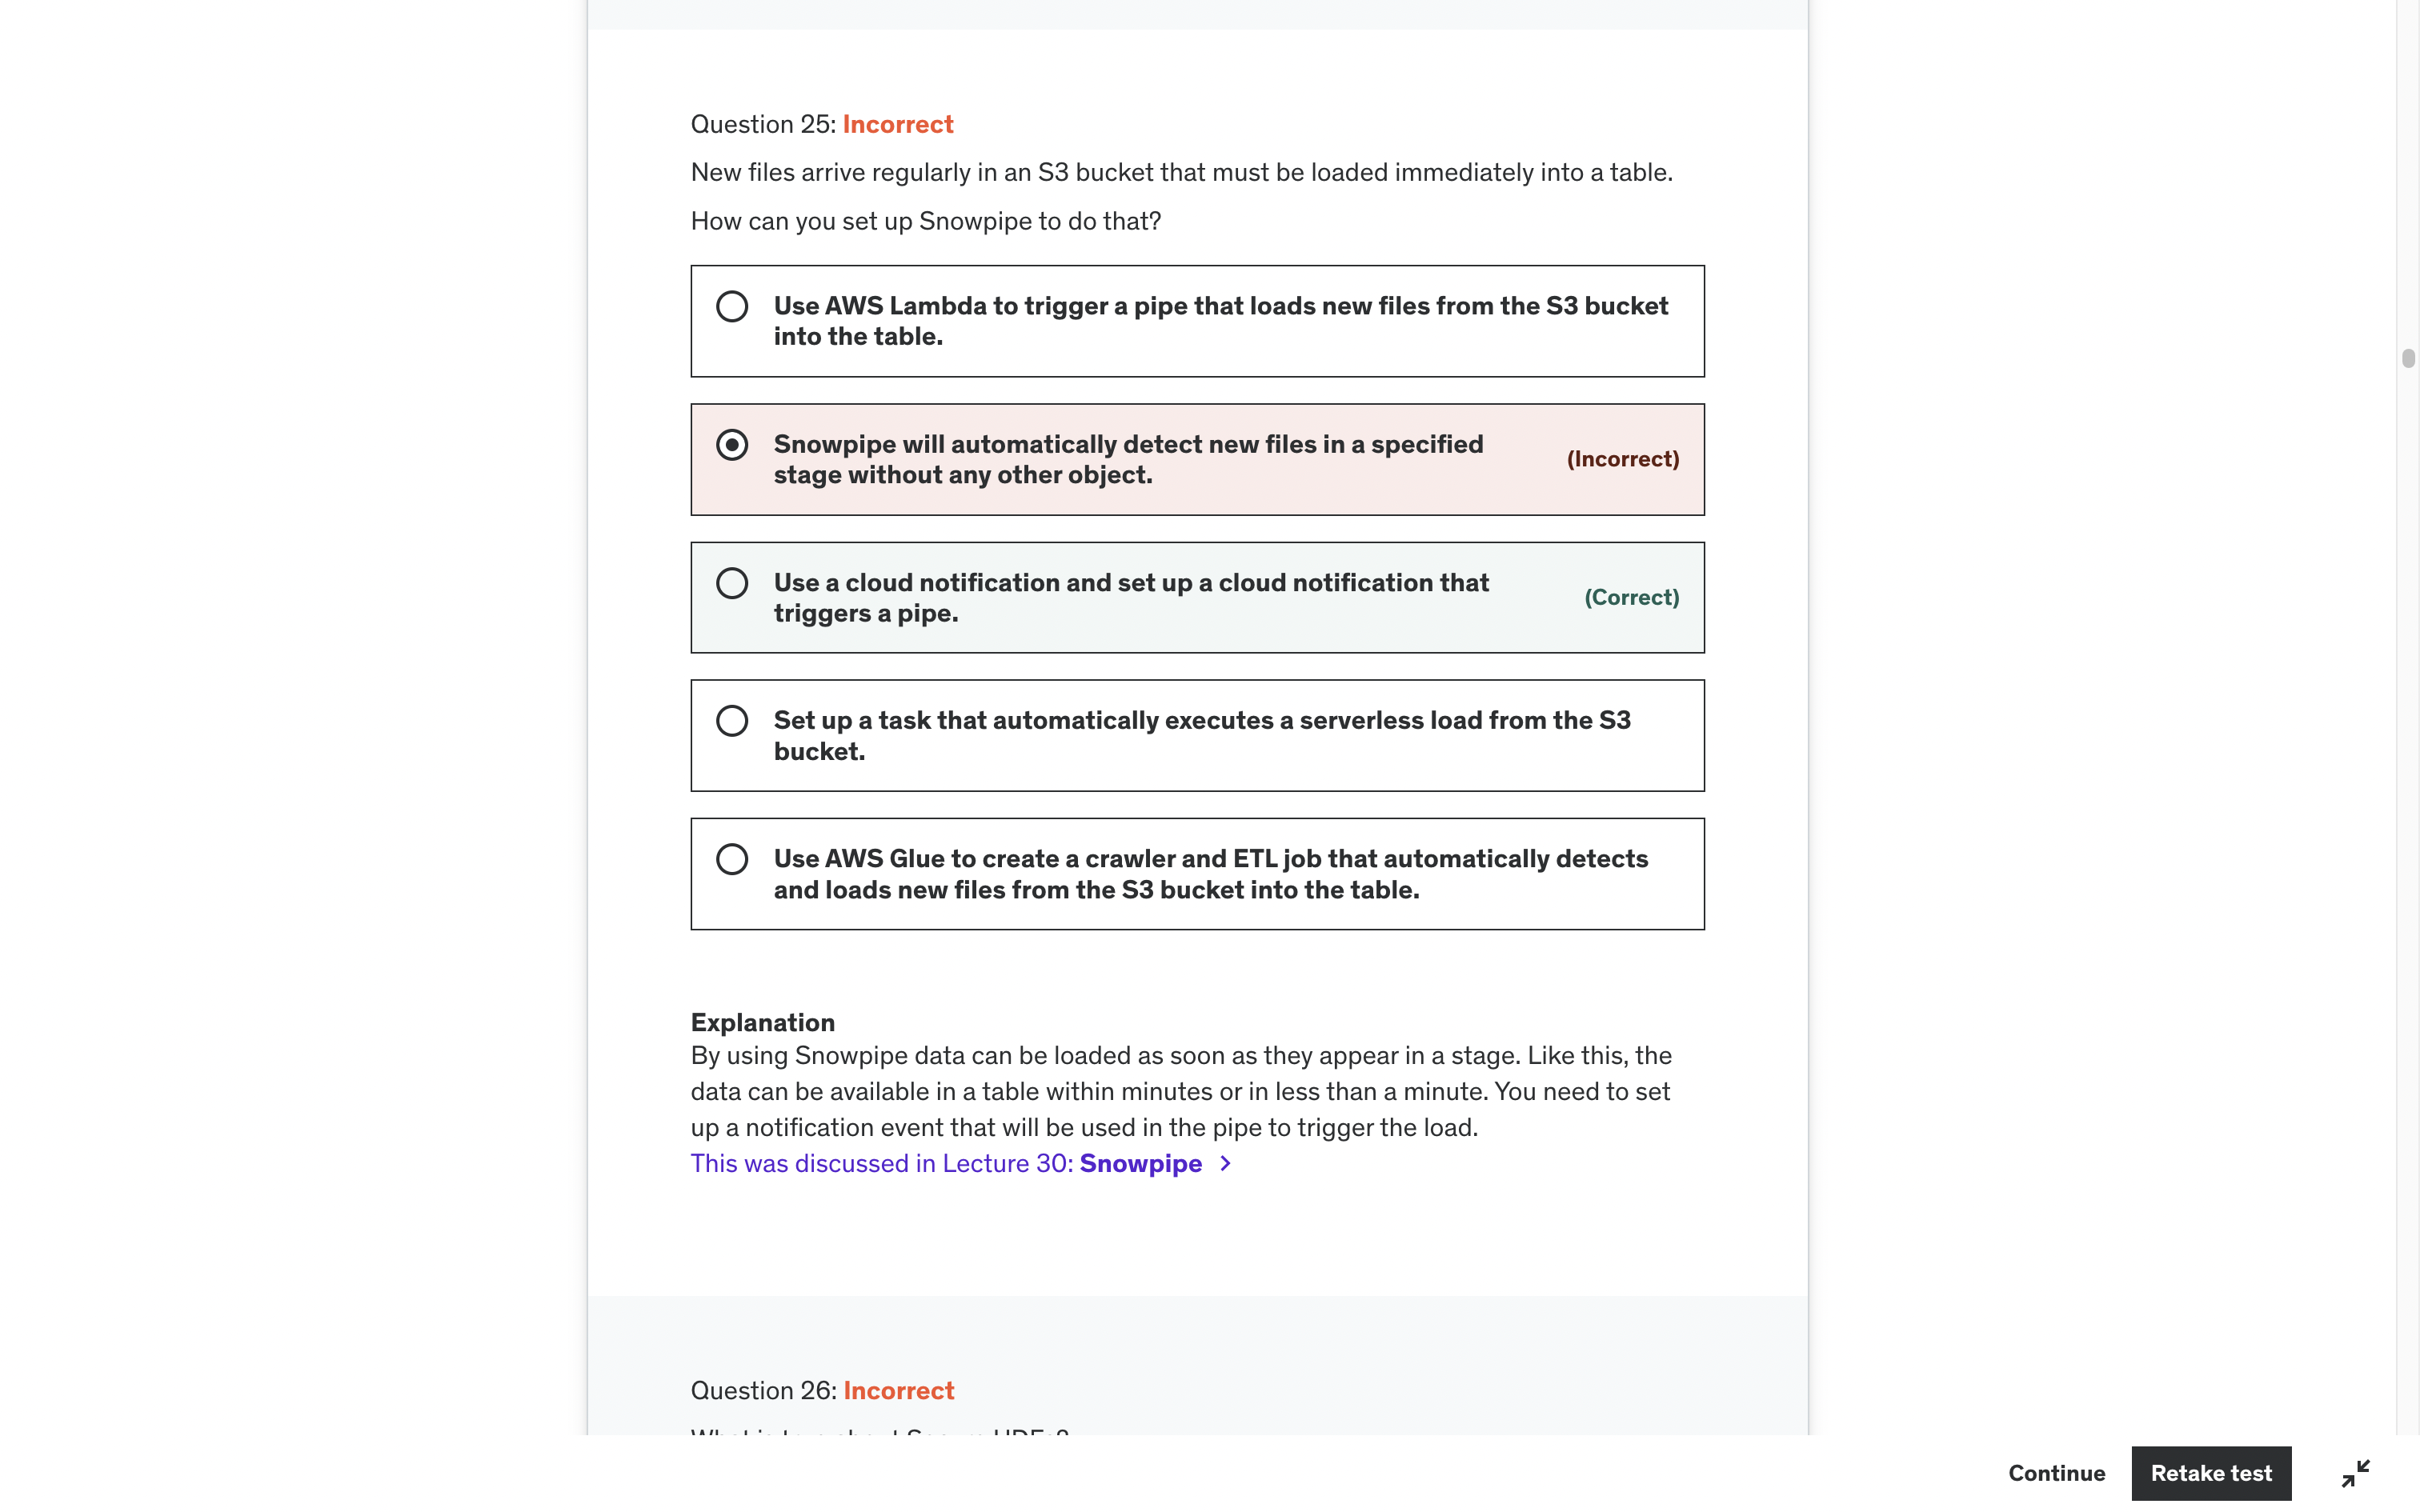 Question 25: Incorrect
New files arrive regularly in an S3 bucket that must be loaded immediately into a table.
How can you set up Snowpipe to do that?
Use AWS Lambda to trigger a pipe that loads new files from the S3 bucket
into the table.
Snowpipe will automatically detect new files in a specified
stage without any other object.
(Incorrect)
Use a cloud notification and set up a cloud notification that
triggers a pipe.
(Correct)
Set up a task that automatically executes a serverless load from the S3
bucket.
Use AWS Glue to create a crawler and ETL job that automatically detects
and loads new files from the S3 bucket into the table.
Explanation
By using Snowpipe data can be loaded as soon as they appear in a stage. Like this, the
data can be available in a table within minutes or in less than a minute. You need to set
up a notification event that will be used in the pipe to trigger the load.
This was discussed in Lecture 30: Snowpipe >
Question 26: Incorrect
Continue
Retake test